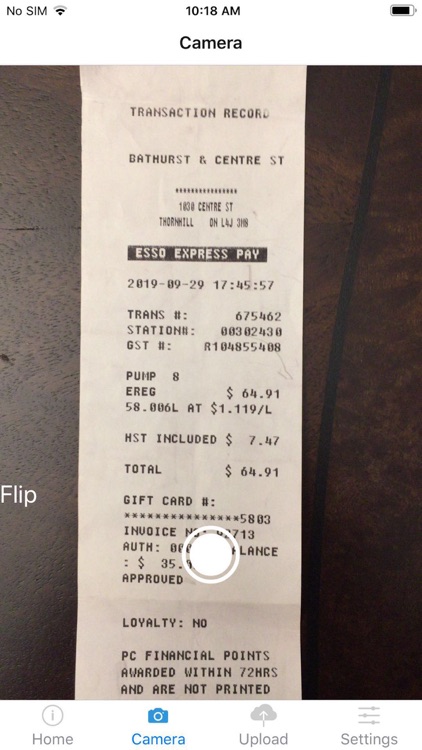 No SIM 10:18 AM
Camera
TRANSACTION RECORD
BATHURST & CENTRE ST
****************
1030 CENTRE ST
THORNHILL ON L4J 3M8
ESSO EXPRESS PAY
2019-09-29 17:45:57
TRANS #: 675462
STATION#: 00302430
GST #: R104855408
PUMP 8
EREG $ 64.91
58.006L AT $1.119/L
HST INCLUDED $ 7.47
TOTAL $ 64.91
Flip
GIFT CARD #:
***************5803
INVOICE
AUTH:
: $ 35.
APPROVED
LOYALTY: NO
PC FINANCIAL POINTS
AWARDED WITHIN 72HRS
AND ARE NOT PRINTED
Home Camera Upload Settings